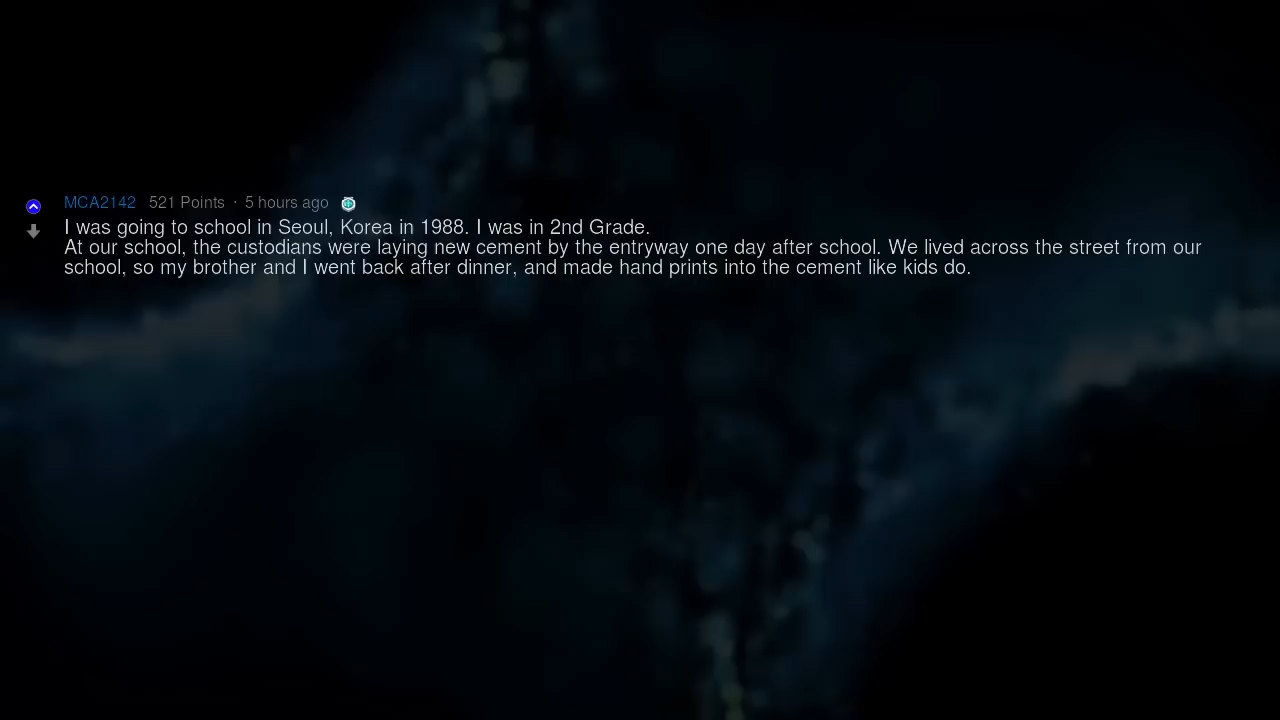 MCA2142 521 Points · 5 hours ago
I was going to school in Seoul, Korea in 1988. I was in 2nd Grade.
At our school, the custodians were laying new cement by the entryway one day after school. We lived across the street from our
school, so my brother and I went back after dinner, and made hand prints into the cement like kids do.